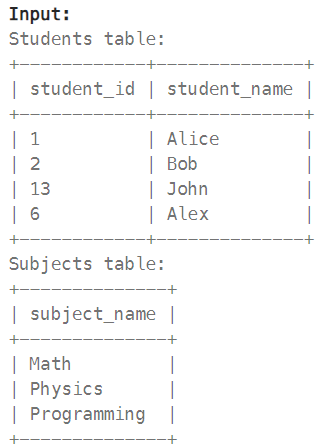 Input:
Students table:
+------------+--------------+
| student_id | student_name |
+------------+--------------+
| 1          | Alice        |
| 2          | Bob          |
| 13         | John         |
| 6          | Alex         |
+------------+--------------+
Subjects table:
+--------------+
| subject_name |
+--------------+
| Math         |
| Physics      |
| Programming  |
+--------------+